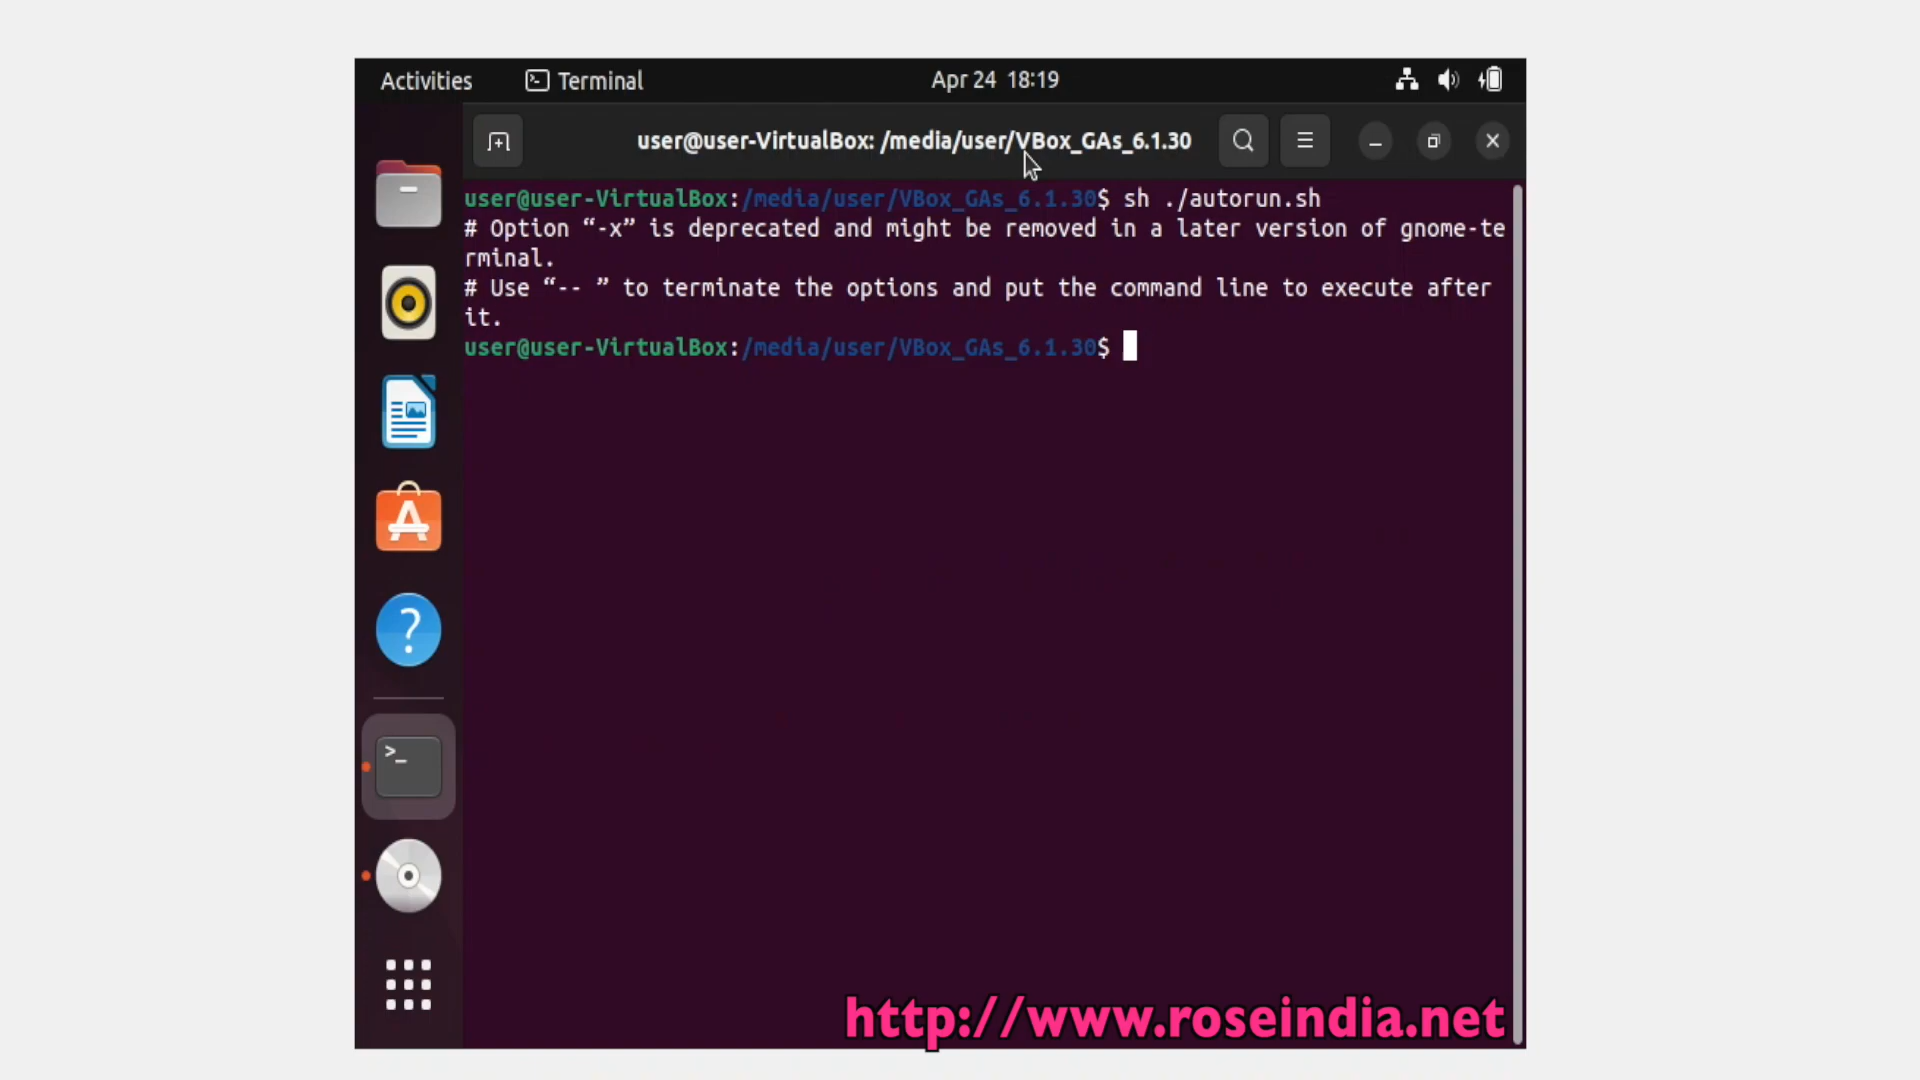 Activities Terminal Apr 24 18:19
user@user-VirtualBox: /media/user/VBox_GAs_6.1.30
user@user-VirtualBox:/media/user/VBox_GAs_6.1.30$ sh ./autorun.sh
# Option “-x” is deprecated and might be removed in a later version of gnome-te
rminal.
# Use “-- ” to terminate the options and put the command line to execute after
it.
user@user-VirtualBox:/media/user/VBox_GAs_6.1.30$
http://www.roseindia.net